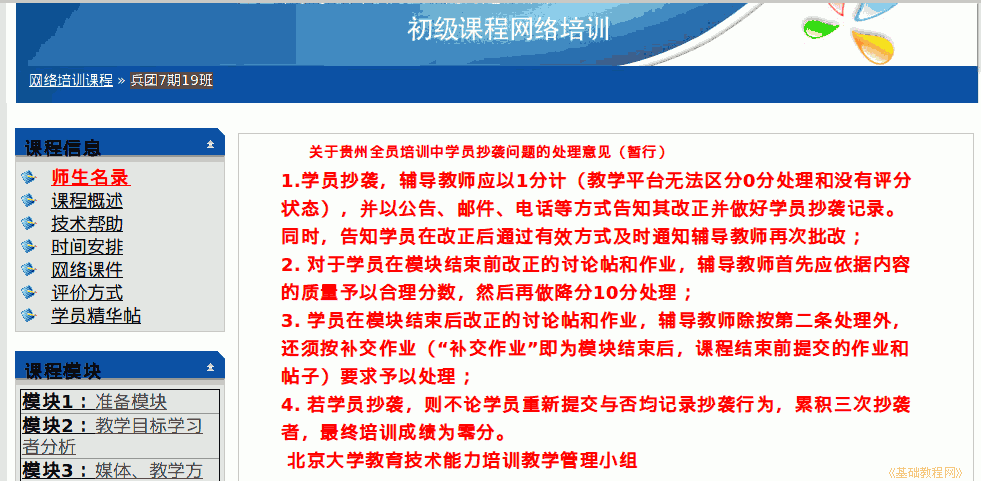 初级课程网络培训
网络培训课程 » 兵团7期19班
课程信息
师生名录
课程概述
技术帮助
时间安排
网络课件
评价方式
学员精华帖
课程模块
模块1： 准备模块
模块2： 教学目标学习
者分析
模块3： 媒体、教学方
关于贵州全员培训中学员抄袭问题的处理意见（暂行）
1.学员抄袭，辅导教师应以1分计（教学平台无法区分0分处理和没有评分
状态），并以公告、邮件、电话等方式告知其改正并做好学员抄袭记录。
同时，告知学员在改正后通过有效方式及时通知辅导教师再次批改；
2. 对于学员在模块结束前改正的讨论帖和作业，辅导教师首先应依据内容
的质量予以合理分数，然后再做降分10分处理；
3. 学员在模块结束后改正的讨论帖和作业，辅导教师除按第二条处理外，
还须按补交作业（“补交作业”即为模块结束后，课程结束前提交的作业和
帖子）要求予以处理；
4. 若学员抄袭，则不论学员重新提交与否均记录抄袭行为，累积三次抄袭
者，最终培训成绩为零分。
北京大学教育技术能力培训教学管理小组
《基础教程网》